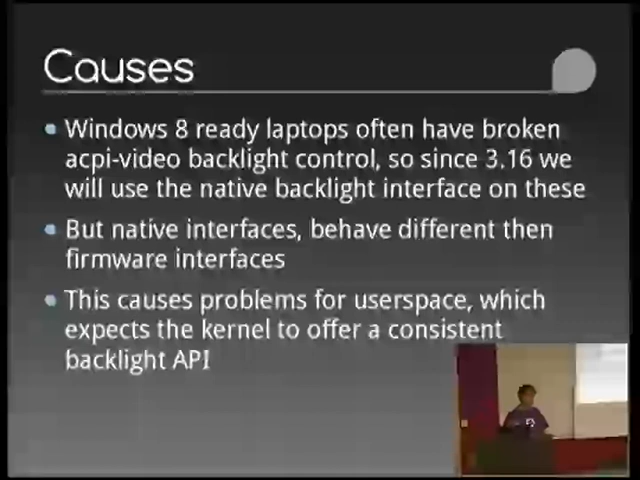 Causes
Windows 8 ready laptops often have broken
acpi-video backlight control, so since 3.16 we
will use the native backlight interface on these
But native interfaces, behave different then
firmware interfaces
This causes problems for userspace, which
expects the kernel to offer a consistent
backlight API